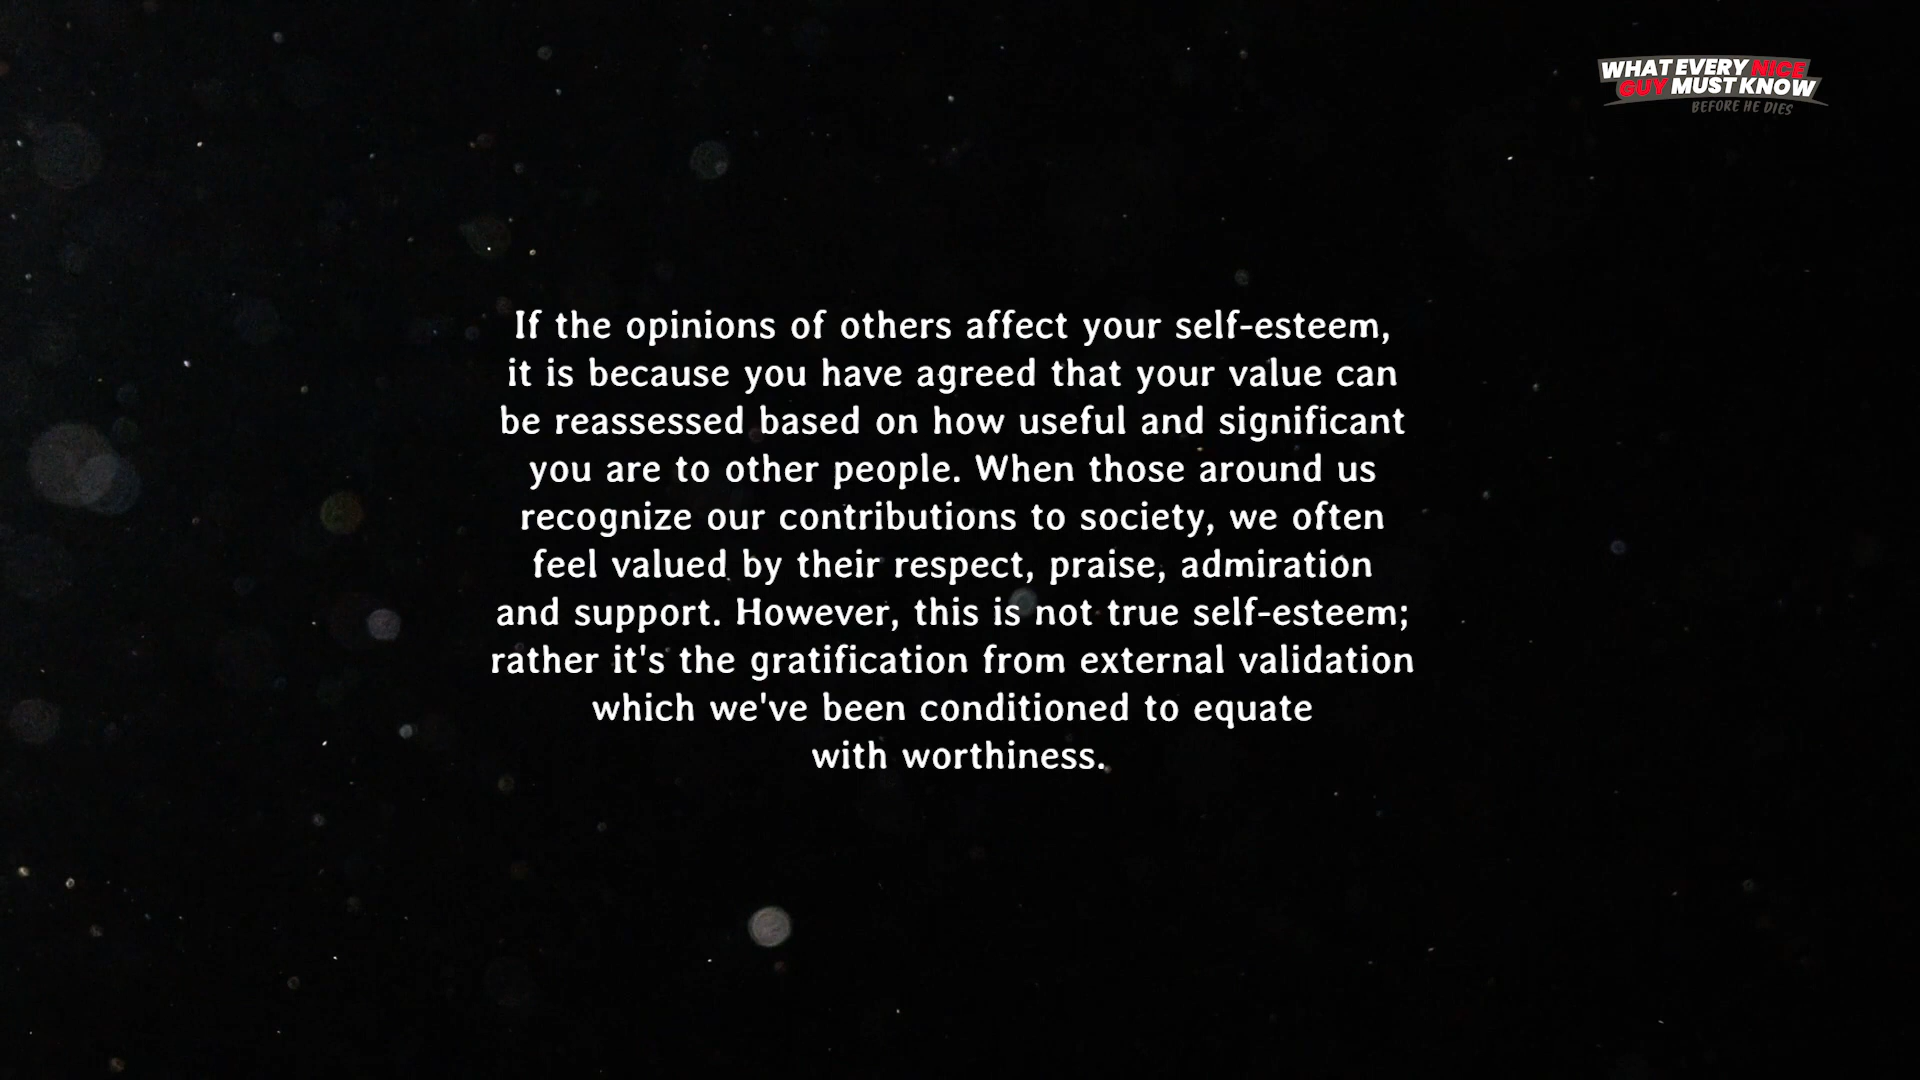 WHAT EVERY NICE
GUY MUST KNOW
BEFORE HE DIES
If the opinions of others affect your self-esteem,
it is because you have agreed that your value can
be reassessed based on how useful and significant
you are to other people. When those around us
recognize our contributions to society, we often
feel valued by their respect, praise, admiration
and support. However, this is not true self-esteem;
rather it's the gratification from external validation
which we've been conditioned to equate
with worthiness.